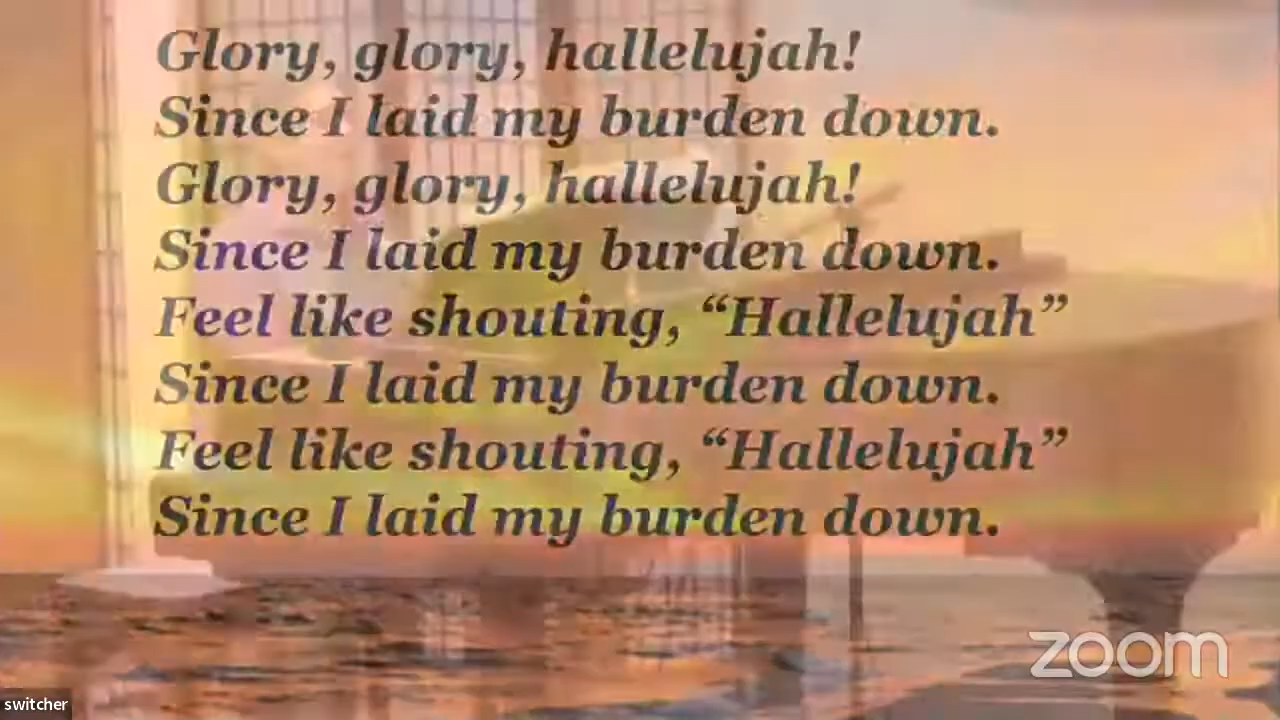 Glory, glory, hallelujah!
Since I laid my burden down.
Glory, glory, hallelujah!
Since I laid my burden down.
Feel like shouting, “Hallelujah”
Since I laid my burden down.
Feel like shouting, “Hallelujah”
Since I laid my burden down.
zoom
switcher